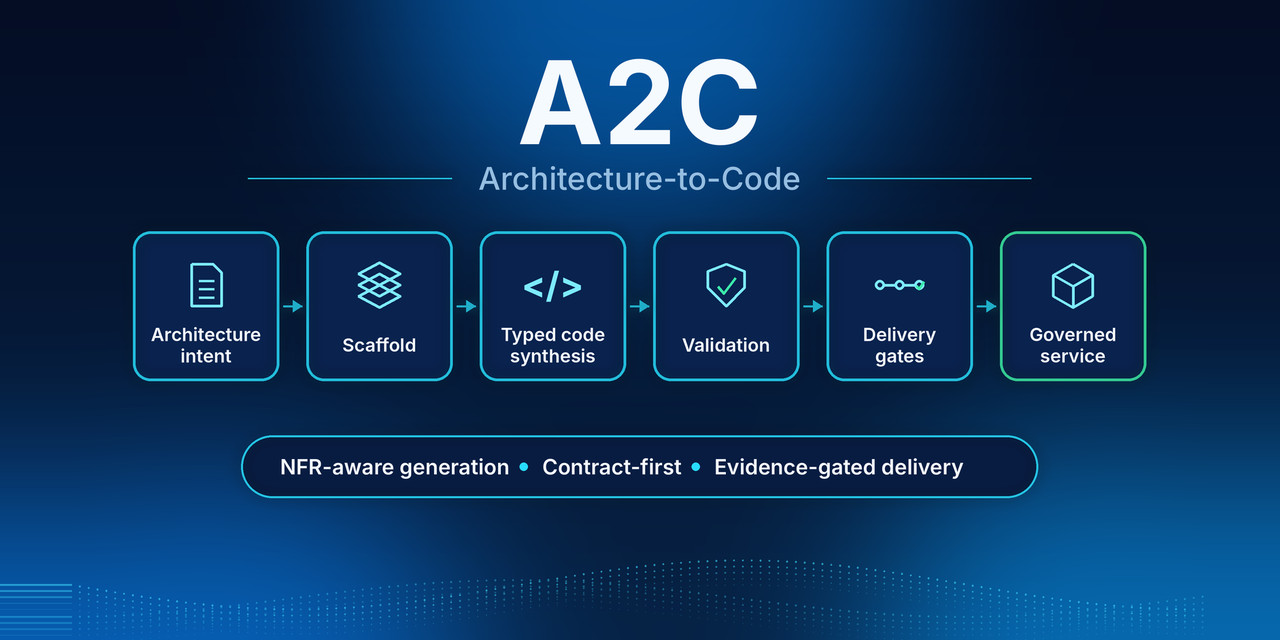 A2C
Architecture-to-Code
Architecture
intent
Scaffold
</>
Typed code
synthesis
Validation
Delivery
gates
Governed
service
NFR-aware generation • Contract-first • Evidence-gated delivery